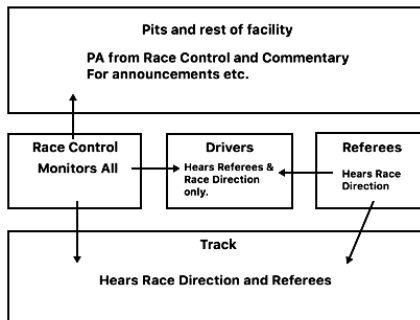 Pits and rest of facility
PA from Race Control and Commentary
For announcements etc.
Race Control
Monitors All
Drivers
Hears Referees &
Race Direction
only.
Referees
Hears Race
Direction
Track
Hears Race Direction and Referees